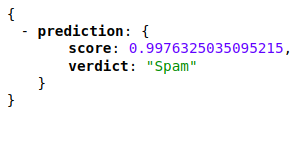 {
- prediction: {
score: 0.9976325035095215,
verdict: "Spam"
}
}